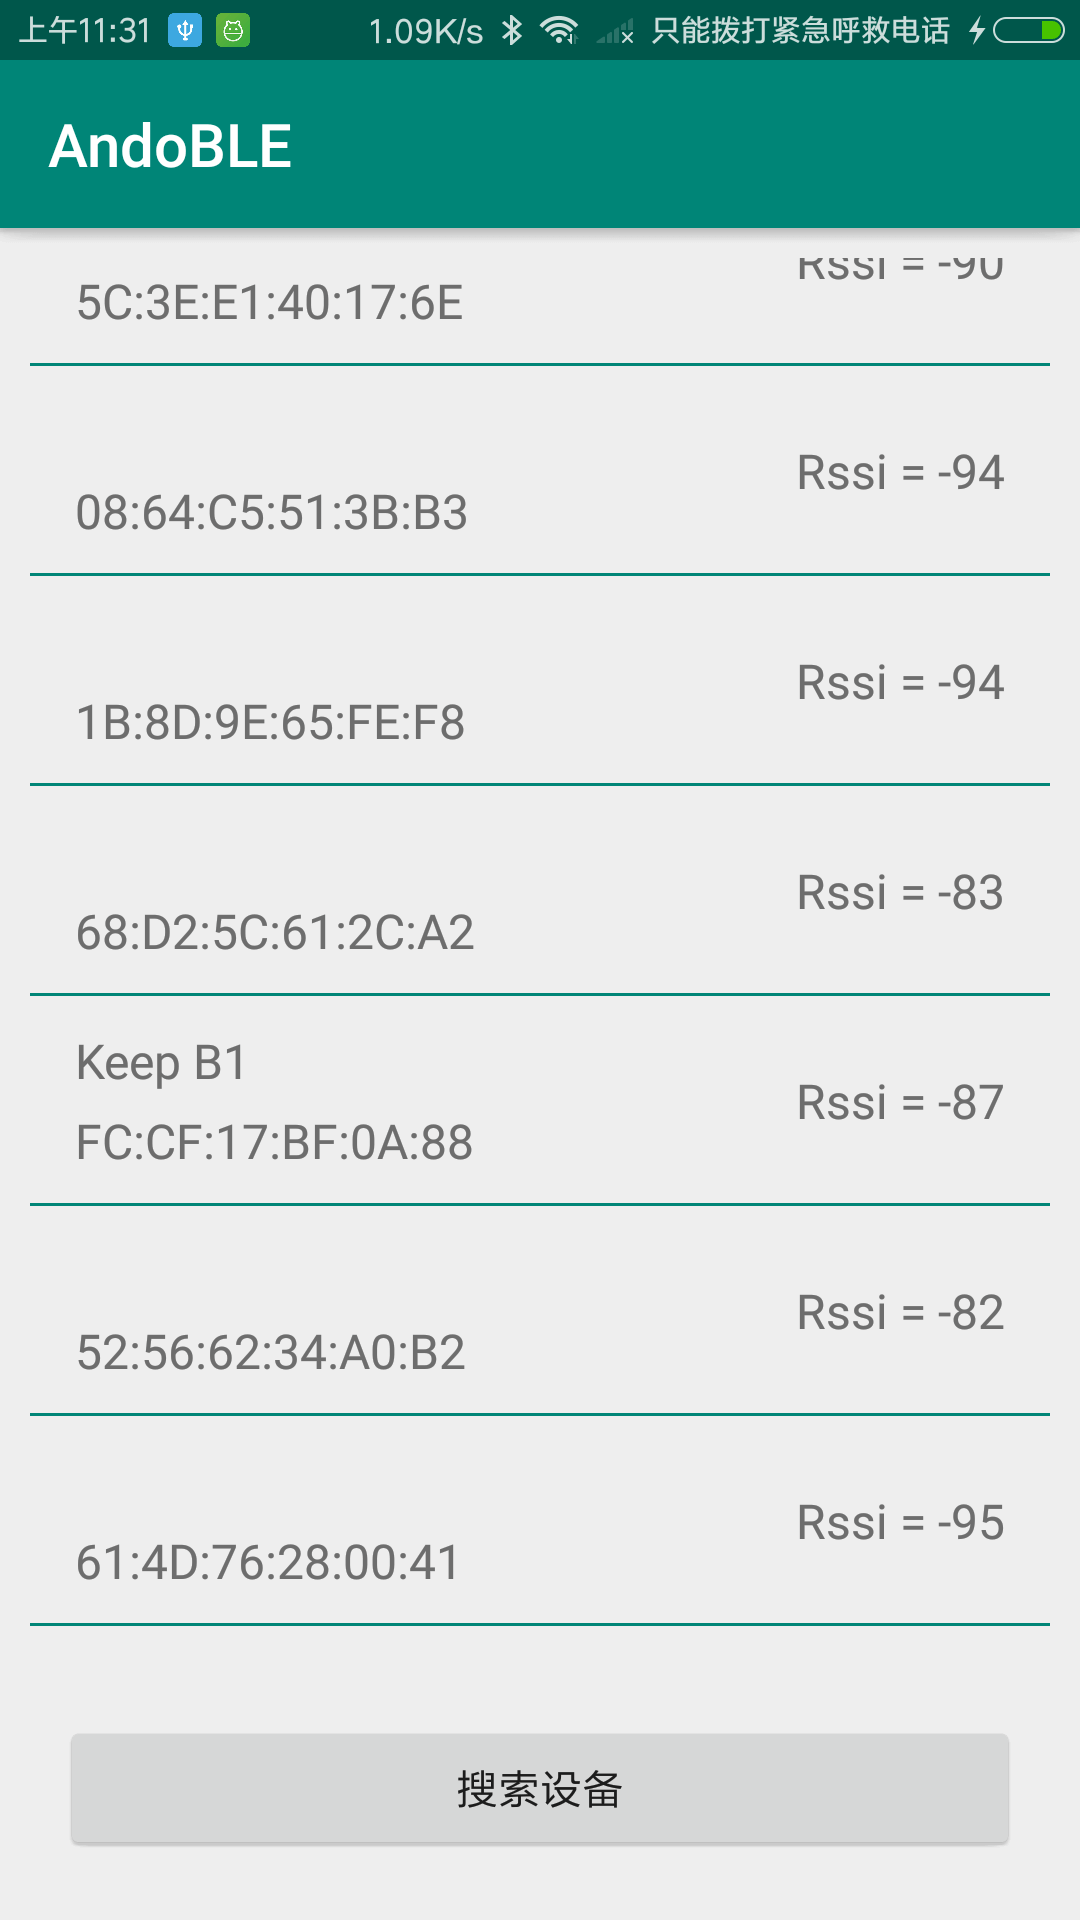 上午11:31 1.09K/s 只能拨打紧急呼救电话
AndoBLE
Rssi = -90
5C:3E:E1:40:17:6E
Rssi = -94
08:64:C5:51:3B:B3
Rssi = -94
1B:8D:9E:65:FE:F8
Rssi = -83
68:D2:5C:61:2C:A2
Keep B1
Rssi = -87
FC:CF:17:BF:0A:88
Rssi = -82
52:56:62:34:A0:B2
Rssi = -95
61:4D:76:28:00:41
搜索设备